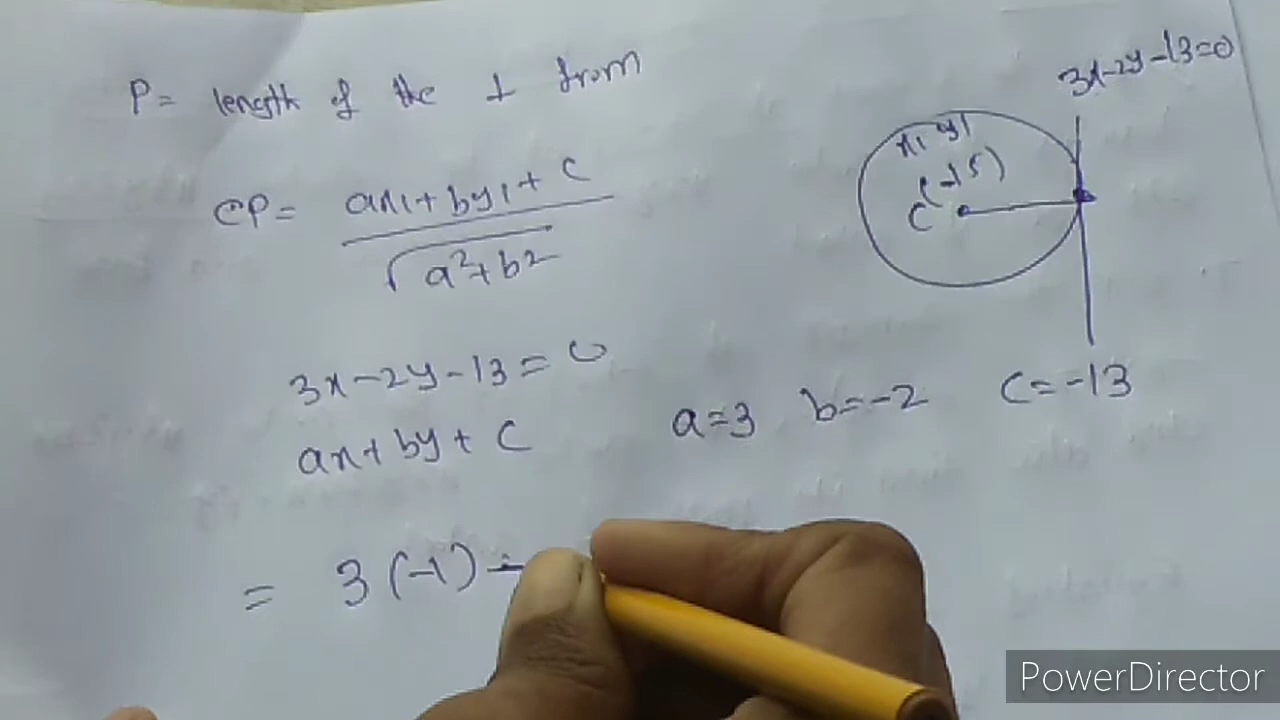 P= length of the ⊥ from
CP= ax1+by1+c
√a²+b²
3x-2y-13=0
ax+by+c
a=3 b=-2 c=-13
= 3(-1)-
3x-2y-13=0
x1 y1
(-1 5)
C
PowerDirector